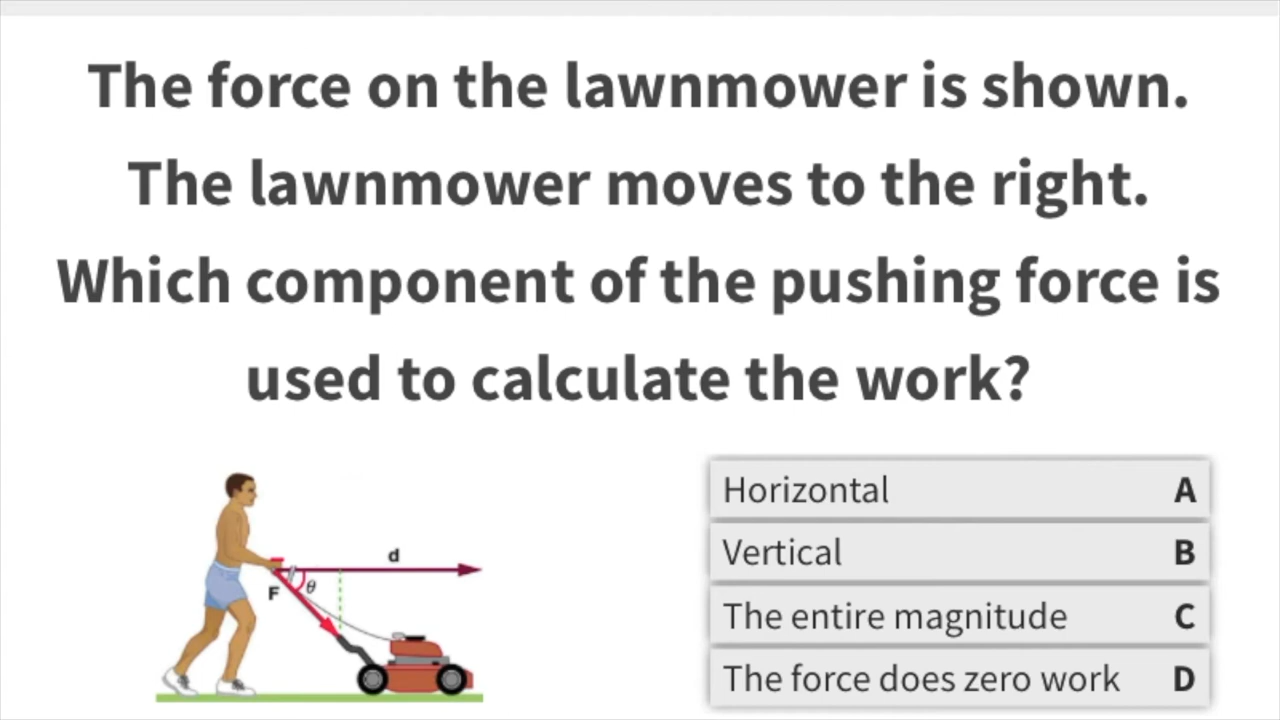 The force on the lawnmower is shown.
The lawnmower moves to the right.
Which component of the pushing force is
used to calculate the work?
d
F
θ
Horizontal A
Vertical B
The entire magnitude C
The force does zero work D